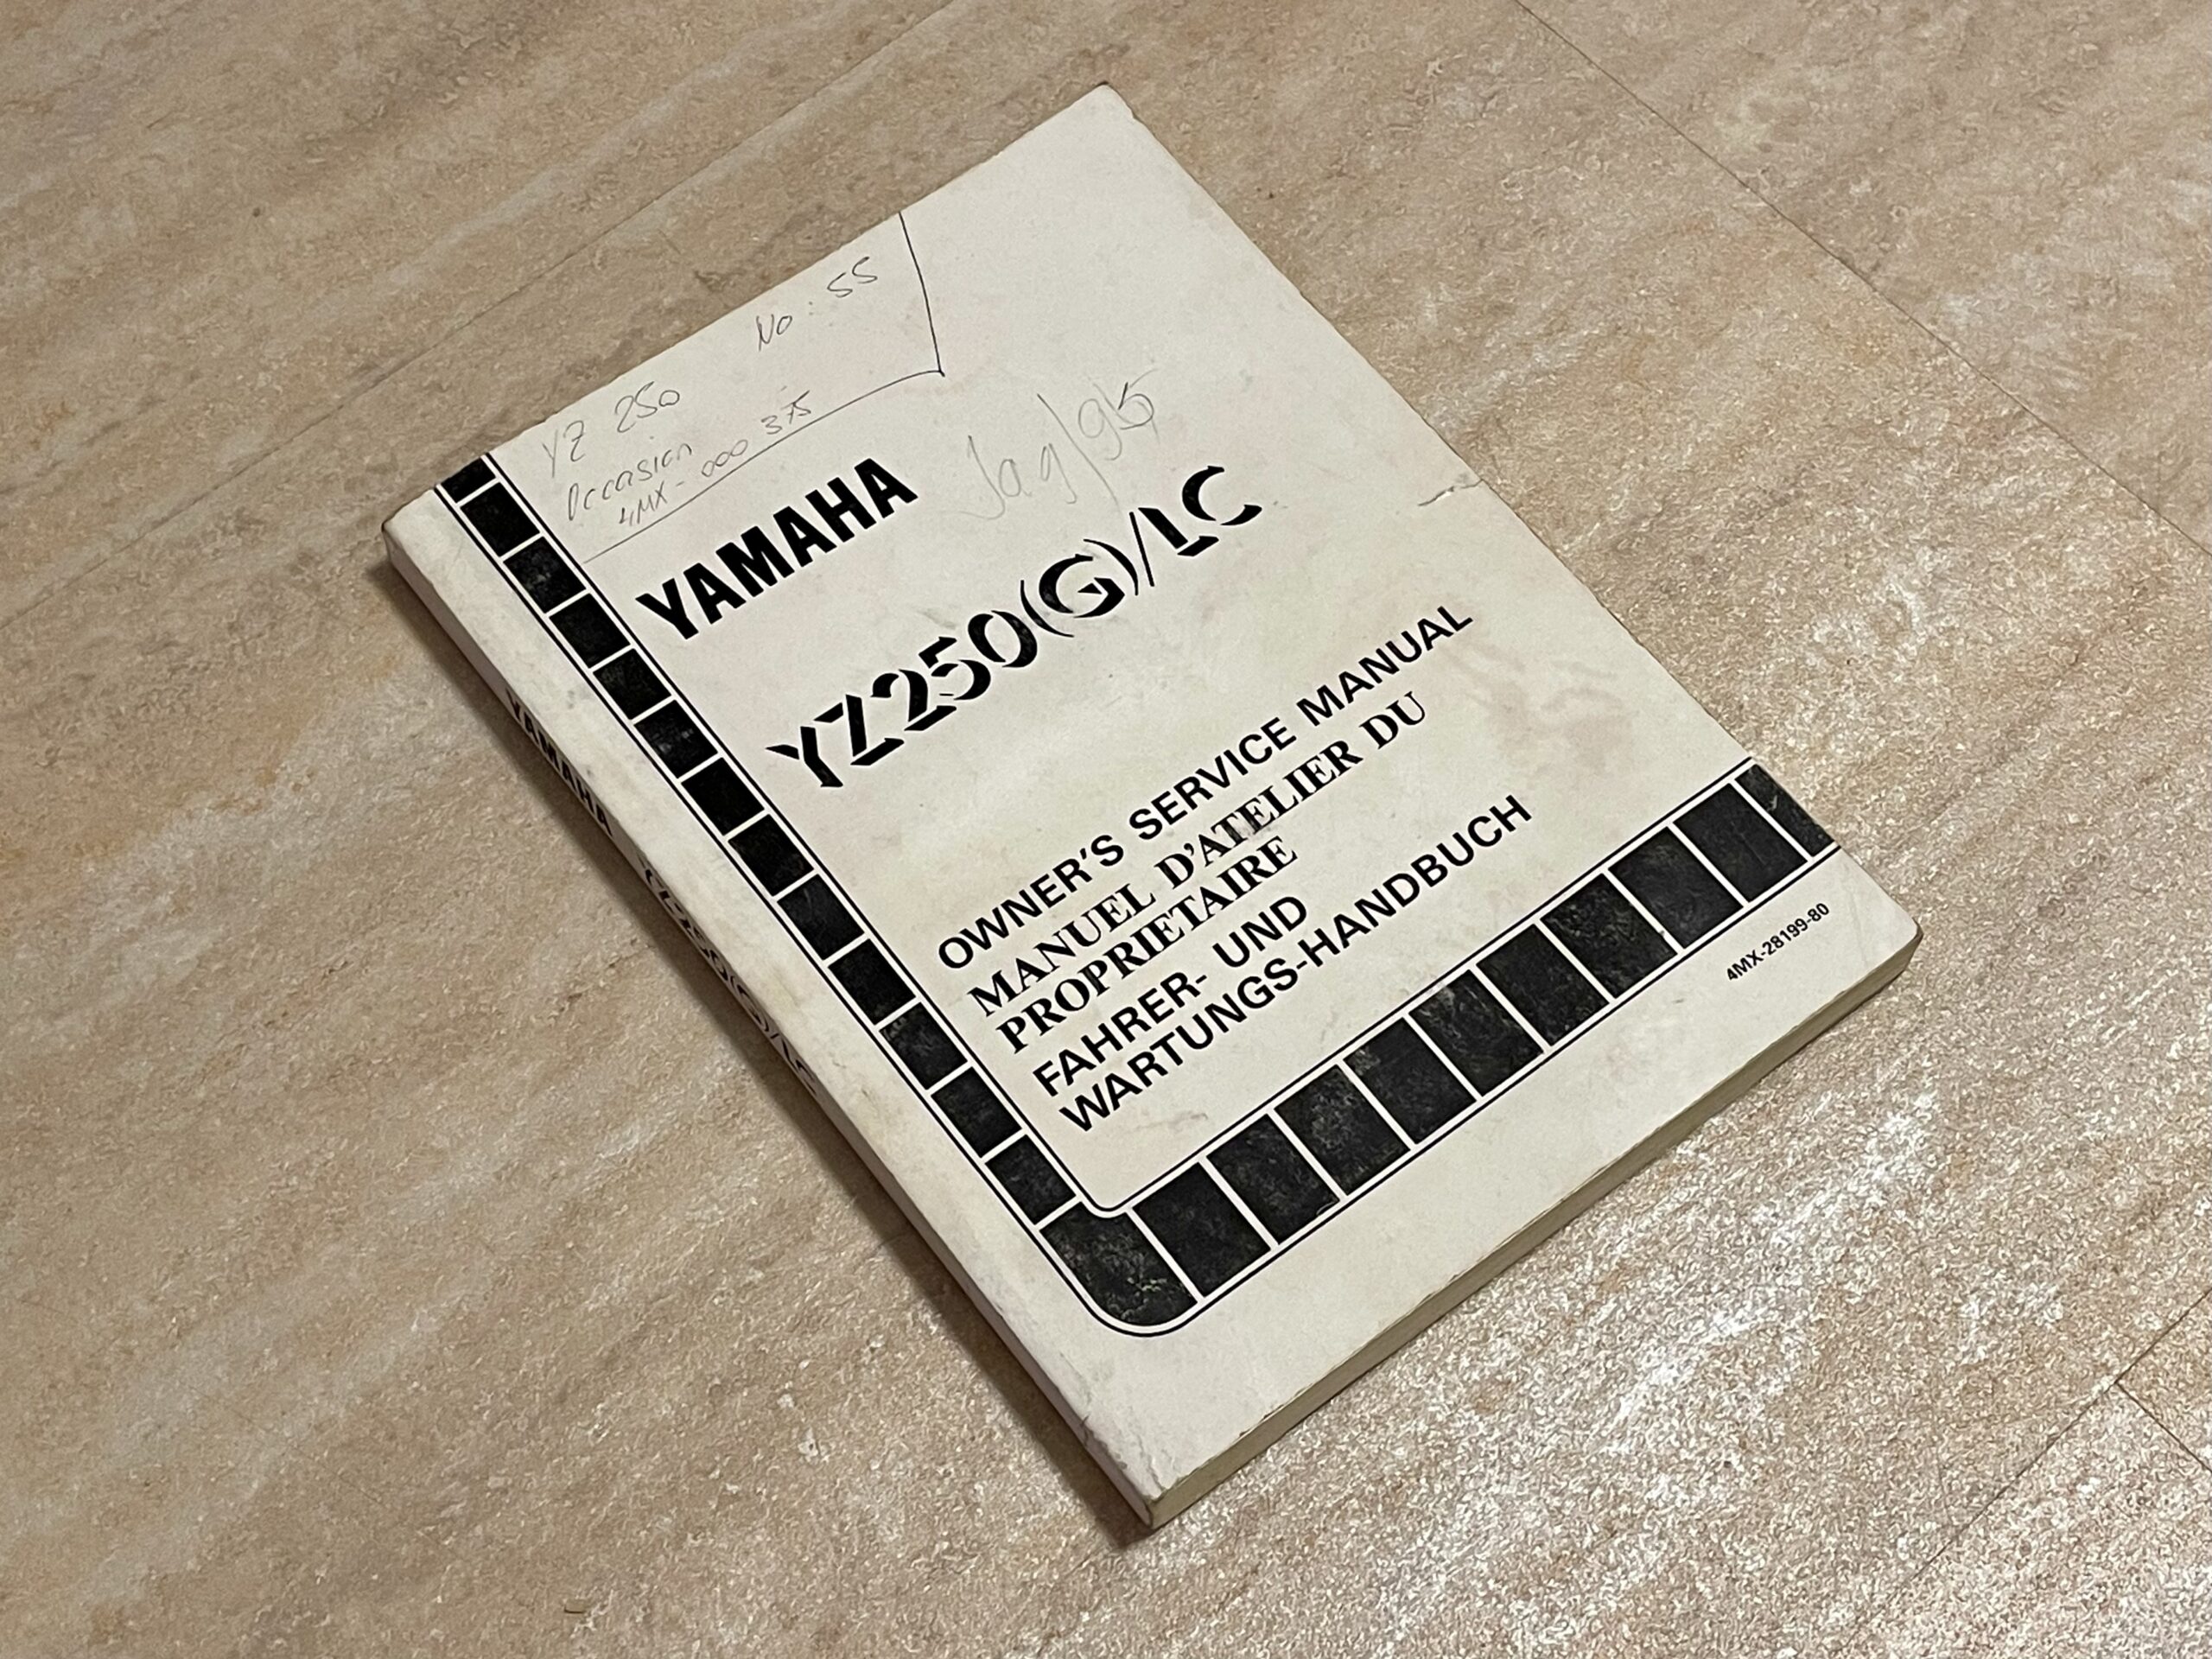 YZ 250 No: 55
Occasion
4MX-000 375
Jag/95
YAMAHA
YZ250(G)/LC
OWNER'S SERVICE MANUAL
MANUEL D'ATELIER DU
PROPRIETAIRE
FAHRER- UND
WARTUNGS-HANDBUCH
4MX-28199-80
YAMAHA YZ250(G)/LC